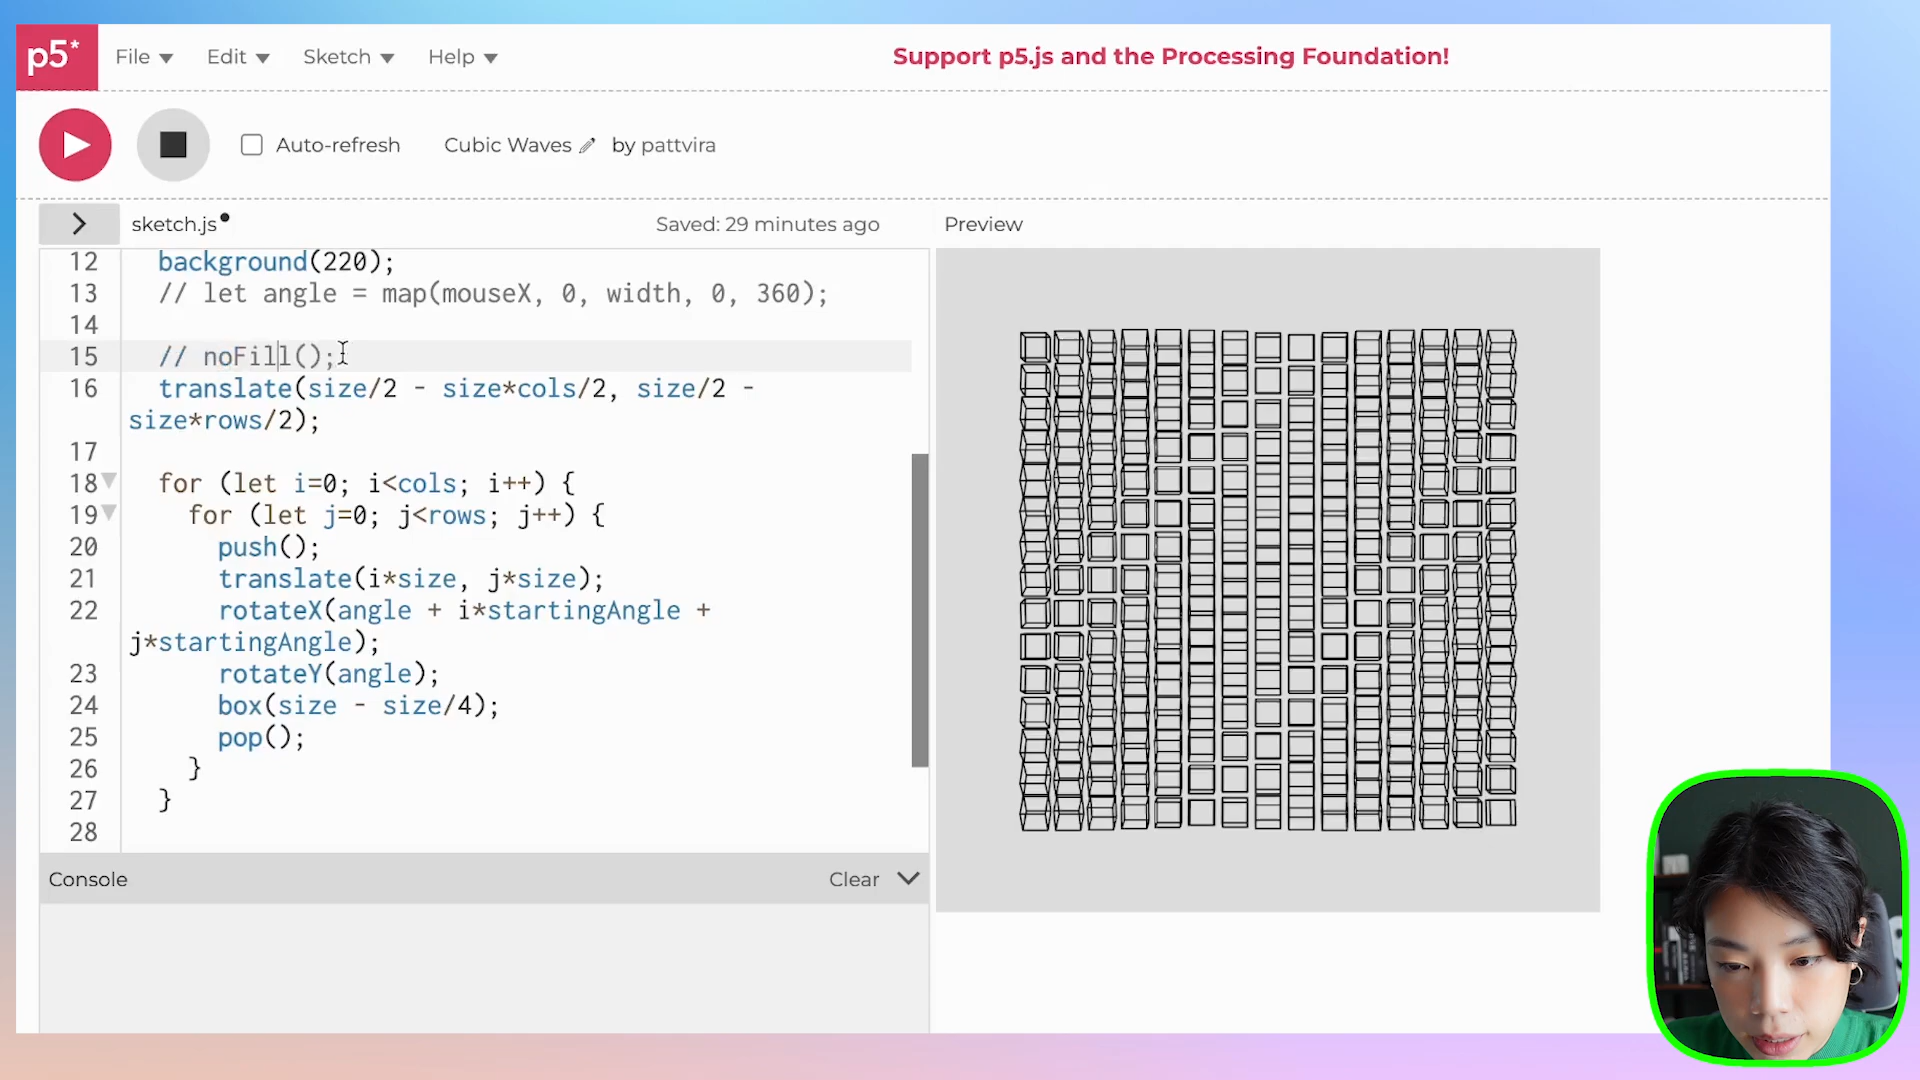 p5*
File
Edit
Sketch
Help
Support p5.js and the Processing Foundation!
Auto-refresh
Cubic Waves
by pattvira
sketch.js
Saved: 29 minutes ago
Preview
12 background(220);
13 // let angle = map(mouseX, 0, width, 0, 360);
14
15 // noFill();
16 translate(size/2 - size*cols/2, size/2 -
size*rows/2);
17
18 for (let i=0; i<cols; i++) {
19 for (let j=0; j<rows; j++) {
20 push();
21 translate(i*size, j*size);
22 rotateX(angle + i*startingAngle +
j*startingAngle);
23 rotateY(angle);
24 box(size - size/4);
25 pop();
26 }
27 }
28
Console
Clear